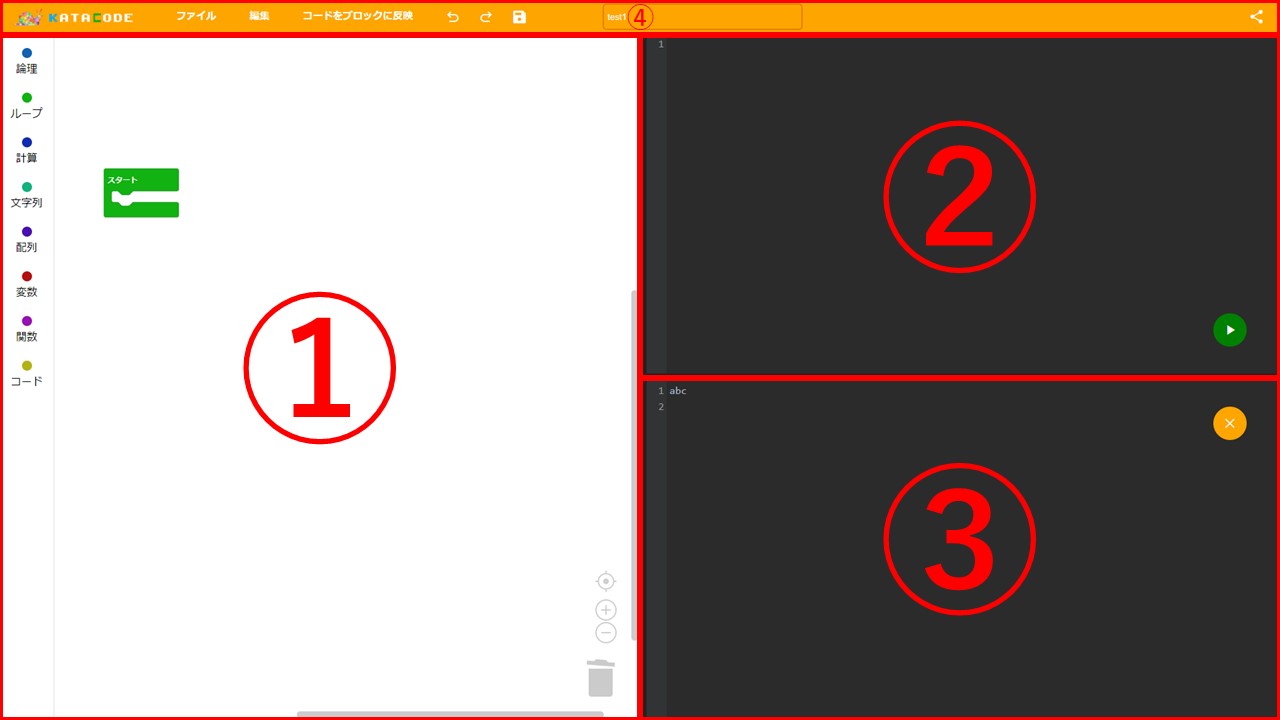 KATACODE ファイル 編集 コードをブロックに反映 test1 ④
論理
ループ
計算
文字列
配列
変数
関数
コード
スタート
①
1
②
1 abc
2
③